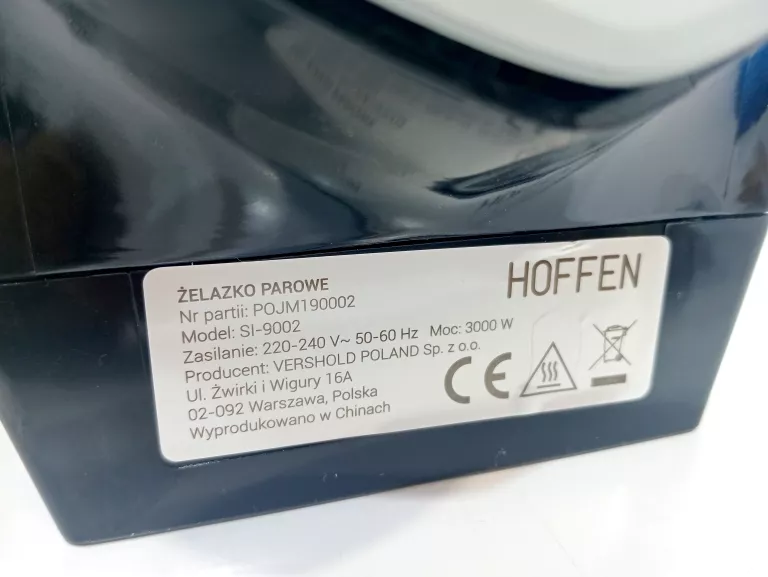 ŻELAZKO PAROWE
HOFFEN
Nr partii: POJM190002
Model: SI-9002
Zasilanie: 220-240 V~ 50-60 Hz Moc: 3000 W
Producent: VERSHOLD POLAND Sp. z o.o.
Ul. Żwirki i Wigury 16A
02-092 Warszawa, Polska
Wyprodukowano w Chinach
CE